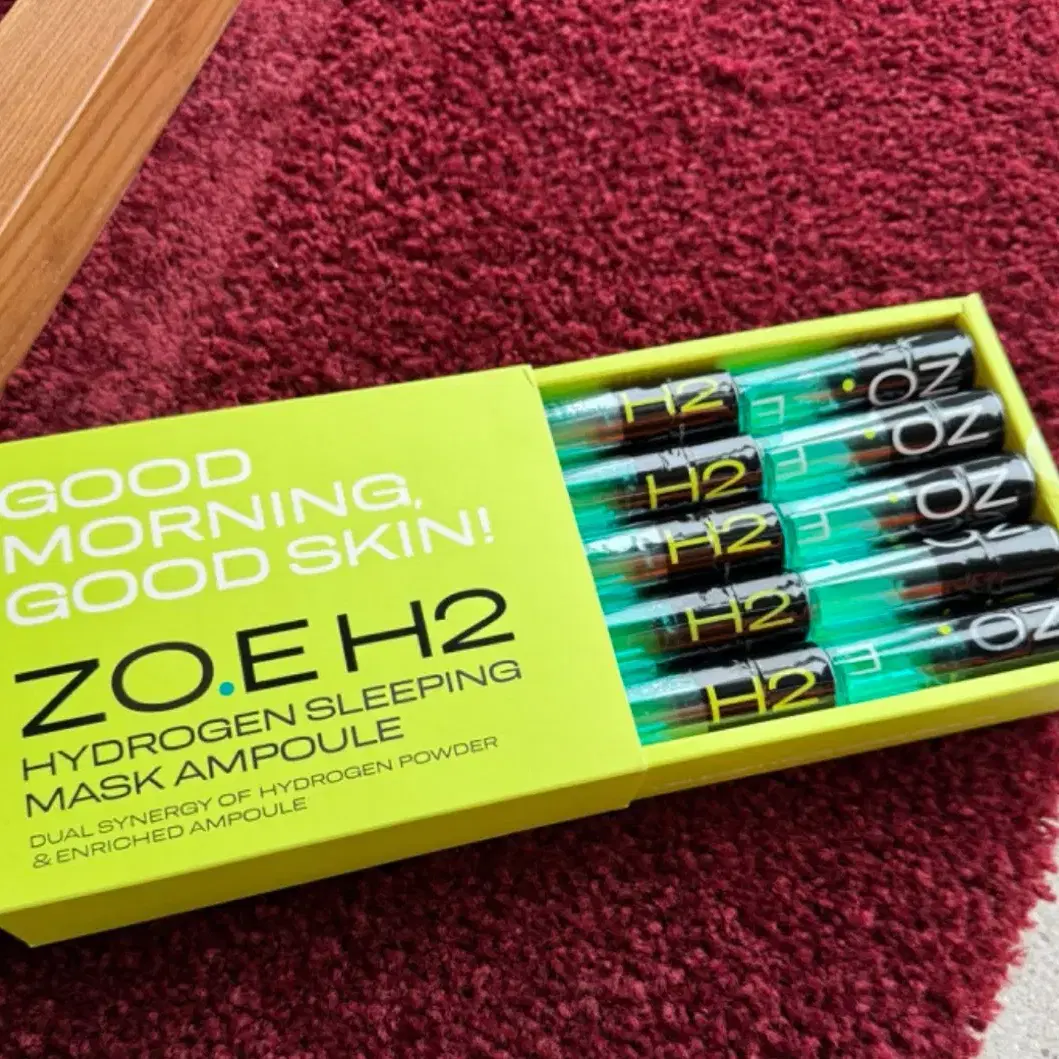 GOOD
MORNING,
GOOD SKIN!
ZO.E H2
HYDROGEN SLEEPING
MASK AMPOULE
DUAL SYNERGY OF HYDROGEN POWDER
& ENRICHED AMPOULE
H2
ZO.E
H2
ZO.E
H2
ZO.E
H2
H2
ZO.E